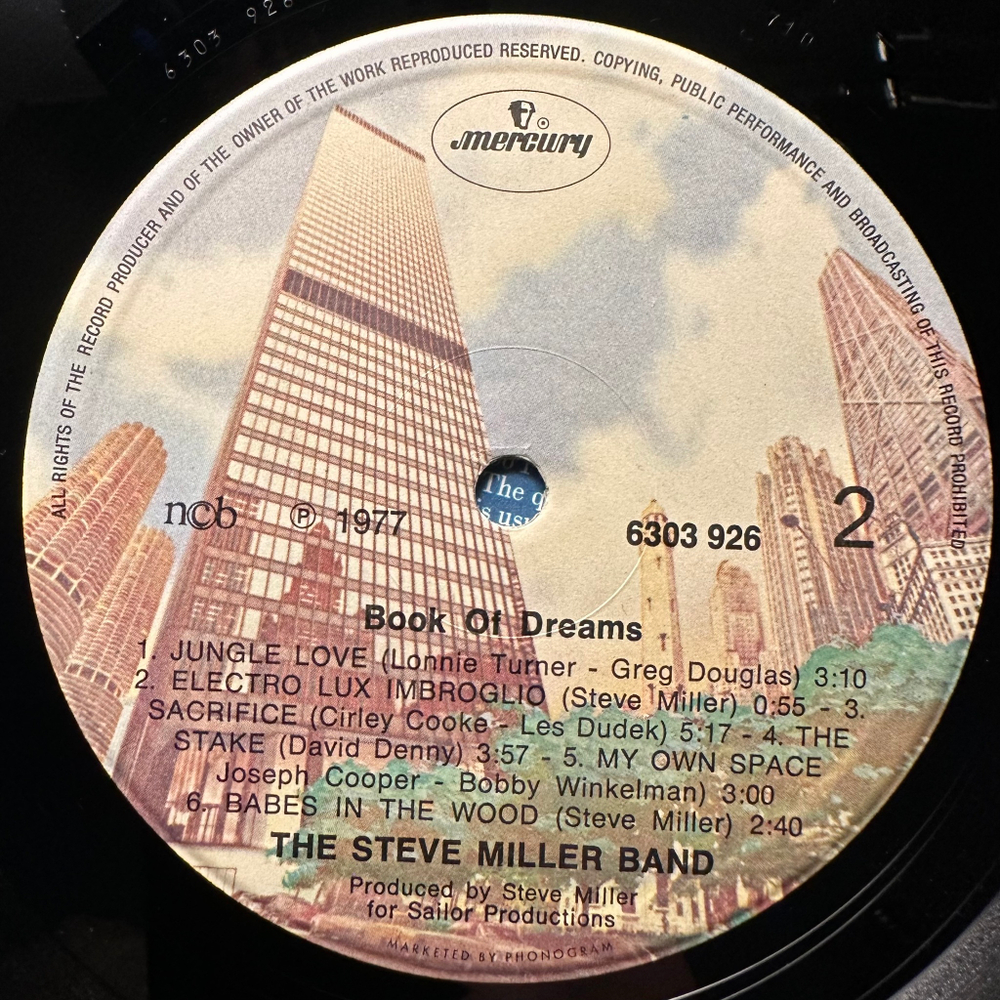 6303 926
ALL RIGHTS OF THE RECORD PRODUCER AND OF THE OWNER OF THE WORK REPRODUCED RESERVED. COPYING, PUBLIC PERFORMANCE AND BROADCASTING OF THIS RECORD PROHIBITED
mercury ®
The q
s us
n©b ℗ 1977
6303 926 2
Book Of Dreams
1. JUNGLE LOVE (Lonnie Turner - Greg Douglas) 3:10
2. ELECTRO LUX IMBROGLIO (Steve Miller) 0:55 - 3.
SACRIFICE (Cirley Cooke - Les Dudek) 5:17 - 4. THE
STAKE (David Denny) 3:57 - 5. MY OWN SPACE
Joseph Cooper - Bobby Winkelman) 3:00
6. BABES IN THE WOOD (Steve Miller) 2:40
THE STEVE MILLER BAND
Produced by Steve Miller
for Sailor Productions
MARKETED BY PHONOGRAM